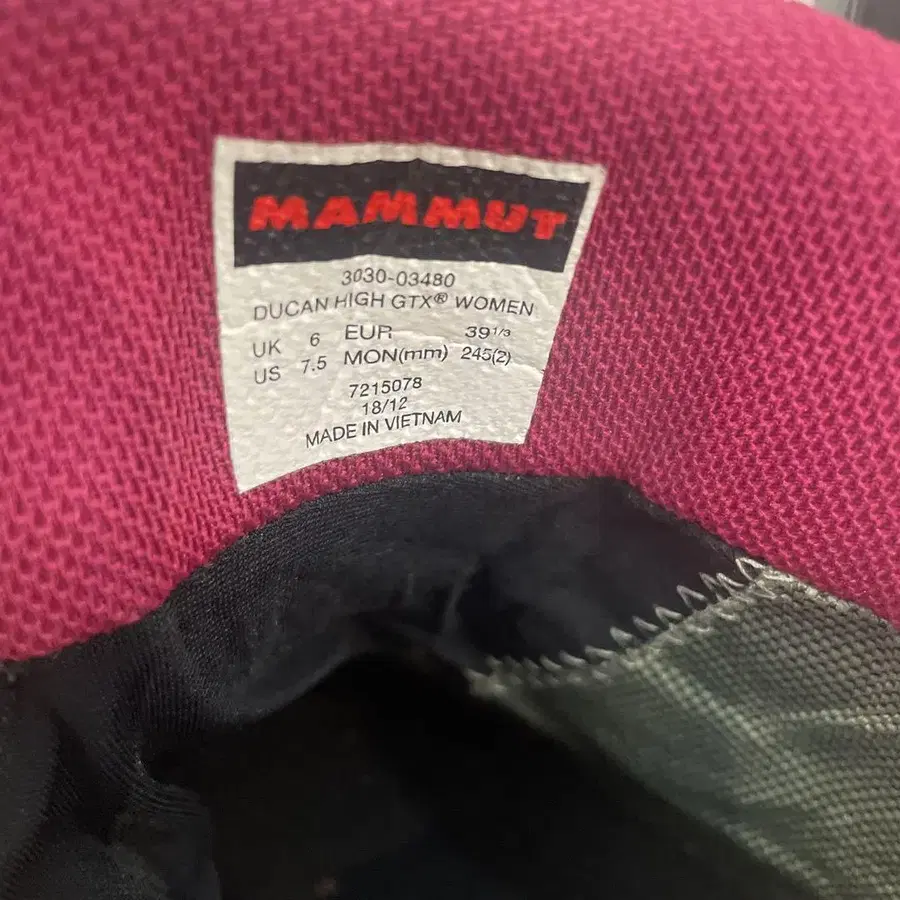 MAMMUT
3030-03480
DUCAN HIGH GTX® WOMEN
UK 6 EUR 39 1/3
US 7.5 MON(mm) 245(2)
7215078
18/12
MADE IN VIETNAM